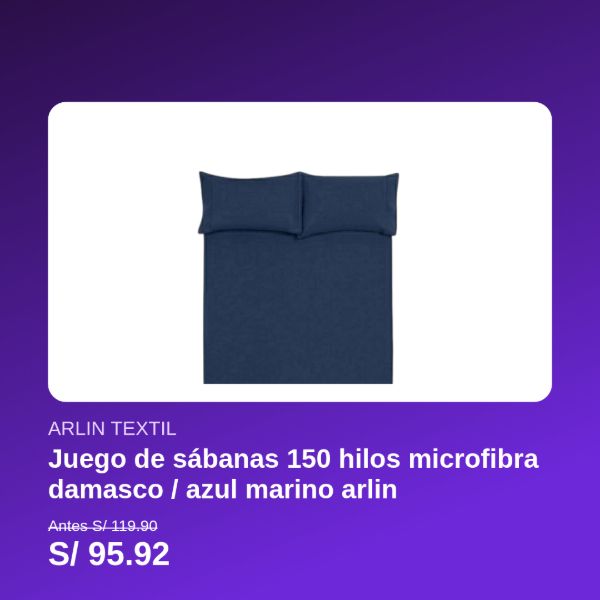 ARLIN TEXTIL
Juego de sábanas 150 hilos microfibra
damasco / azul marino arlin
Antes S/ 119.90
S/ 95.92